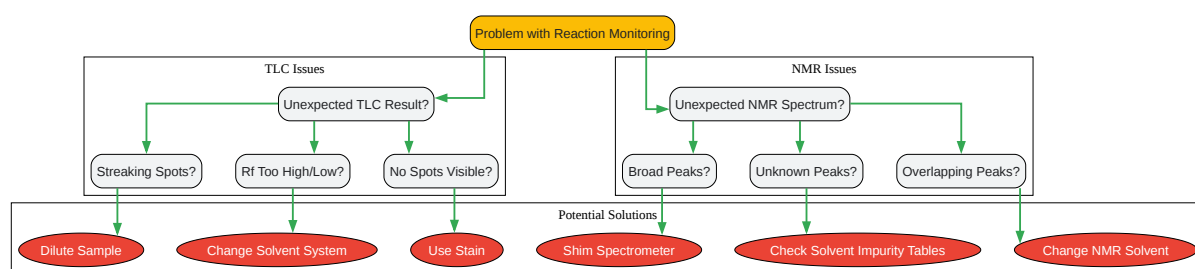 Problem with Reaction Monitoring
TLC Issues
NMR Issues
Unexpected TLC Result?
Unexpected NMR Spectrum?
Streaking Spots?
Rf Too High/Low?
No Spots Visible?
Broad Peaks?
Unknown Peaks?
Overlapping Peaks?
Potential Solutions
Dilute Sample
Change Solvent System
Use Stain
Shim Spectrometer
Check Solvent Impurity Tables
Change NMR Solvent